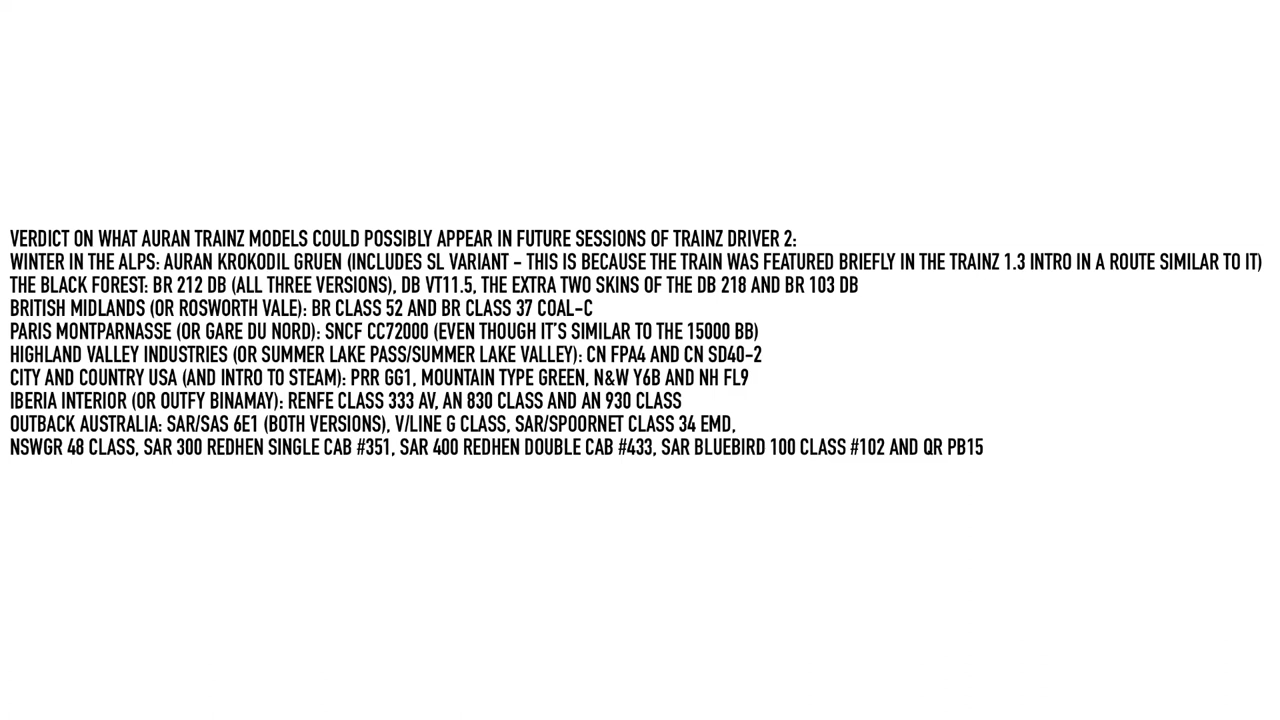 VERDICT ON WHAT AURAN TRAINZ MODELS COULD POSSIBLY APPEAR IN FUTURE SESSIONS OF TRAINZ DRIVER 2:
WINTER IN THE ALPS: AURAN KROKODIL GRUEN (INCLUDES SL VARIANT - THIS IS BECAUSE THE TRAIN WAS FEATURED BRIEFLY IN THE TRAINZ 1.3 INTRO IN A ROUTE SIMILAR TO IT)
THE BLACK FOREST: BR 212 DB (ALL THREE VERSIONS), DB VT11.5, THE EXTRA TWO SKINS OF THE DB 218 AND BR 103 DB
BRITISH MIDLANDS (OR ROSWORTH VALE): BR CLASS 52 AND BR CLASS 37 COAL-C
PARIS MONTPARNASSE (OR GARE DU NORD): SNCF CC72000 (EVEN THOUGH IT'S SIMILAR TO THE 15000 BB)
HIGHLAND VALLEY INDUSTRIES (OR SUMMER LAKE PASS/SUMMER LAKE VALLEY): CN FPA4 AND CN SD40-2
CITY AND COUNTRY USA (AND INTRO TO STEAM): PRR GG1, MOUNTAIN TYPE GREEN, N&W Y6B AND NH FL9
IBERIA INTERIOR (OR OUTFY BINAMAY): RENFE CLASS 333 AV, AN 830 CLASS AND AN 930 CLASS
OUTBACK AUSTRALIA: SAR/SAS 6E1 (BOTH VERSIONS), V/LINE G CLASS, SAR/SPOORNET CLASS 34 EMD,
NSWGR 48 CLASS, SAR 300 REDHEN SINGLE CAB #351, SAR 400 REDHEN DOUBLE CAB #433, SAR BLUEBIRD 100 CLASS #102 AND QR PB15